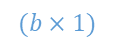 (b × 1)